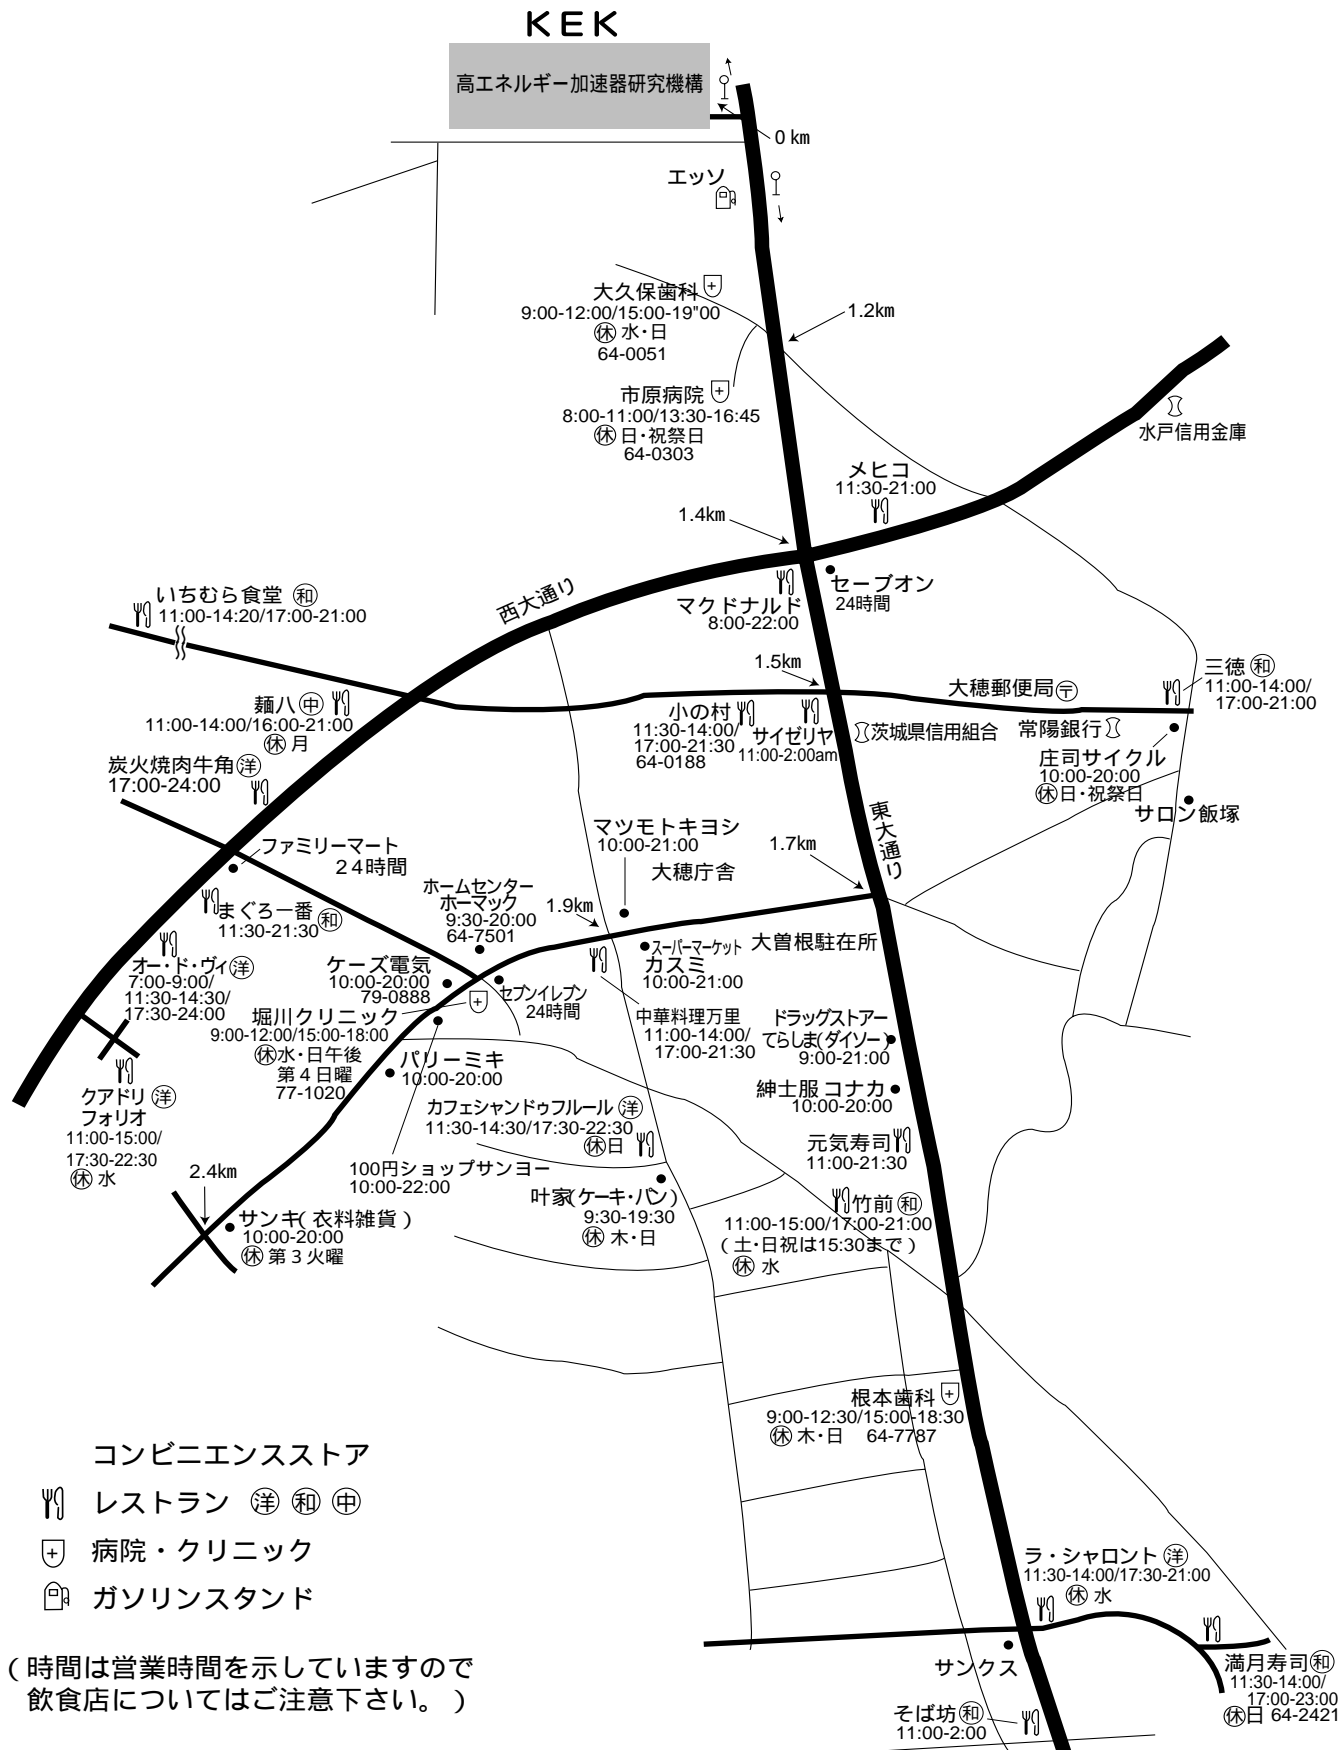 KEK
高エネルギー加速器研究機構
0 km
エッソ
大久保歯科
9:00-12:00/15:00-19"00
休 水・日
64-0051
1.2km
市原病院
8:00-11:00/13:30-16:45
休 日・祝祭日
64-0303
水戸信用金庫
メヒコ
11:30-21:00
1.4km
西大通り
セーブオン
24時間
マクドナルド
8:00-22:00
いちむら食堂 和
11:00-14:20/17:00-21:00
1.5km
大穂郵便局 〒
三徳 和
11:00-14:00/
17:00-21:00
麺八 中
11:00-14:00/16:00-21:00
休 月
小の村
11:30-14:00/
17:00-21:30
64-0188
サイゼリヤ
11:00-2:00am
茨城県信用組合
常陽銀行
庄司サイクル
10:00-20:00
休 日・祝祭日
サロン飯塚
炭火焼肉牛角 洋
17:00-24:00
ファミリーマート
24時間
マツモトキヨシ
10:00-21:00
大穂庁舎
1.7km
東大通り
ホームセンター
ホーマック
9:30-20:00
64-7501
1.9km
まぐろ一番 和
11:30-21:30
スーパーマーケット
カスミ
10:00-21:00
大曽根駐在所
オー・ド・ヴィ 洋
7:00-9:00/
11:30-14:30/
17:30-24:00
ケーズ電気
10:00-20:00
79-0888
セブンイレブン
24時間
堀川クリニック
9:00-12:00/15:00-18:00
休 水・日午後
第４日曜
77-1020
中華料理万里
11:00-14:00/
17:00-21:30
ドラッグストアー
てらしま(ダイソー)
9:00-21:00
パリーミキ
10:00-20:00
紳士服 コナカ
10:00-20:00
クアドリ 洋
フォリオ
11:00-15:00/
17:30-22:30
休 水
カフェシャンドゥフルール 洋
11:30-14:30/17:30-22:30
休 日
元気寿司
11:00-21:30
100円ショップサンヨー
10:00-22:00
2.4km
叶家(ケーキ・パン)
9:30-19:30
休 木・日
竹前 和
11:00-15:00/17:00-21:00
(土・日祝は15:30まで)
休 水
サンキ(衣料雑貨)
10:00-20:00
休 第３火曜
根本歯科
9:00-12:30/15:00-18:30
休 木・日 64-7787
コンビニエンスストア
レストラン 洋 和 中
病院・クリニック
ガソリンスタンド
ラ・シャロント 洋
11:30-14:00/17:30-21:00
休 水
サンクス
満月寿司 和
11:30-14:00/
17:00-23:00
休 日 64-2421
そば坊 和
11:00-2:00
(時間は営業時間を示していますので
飲食店についてはご注意下さい。)